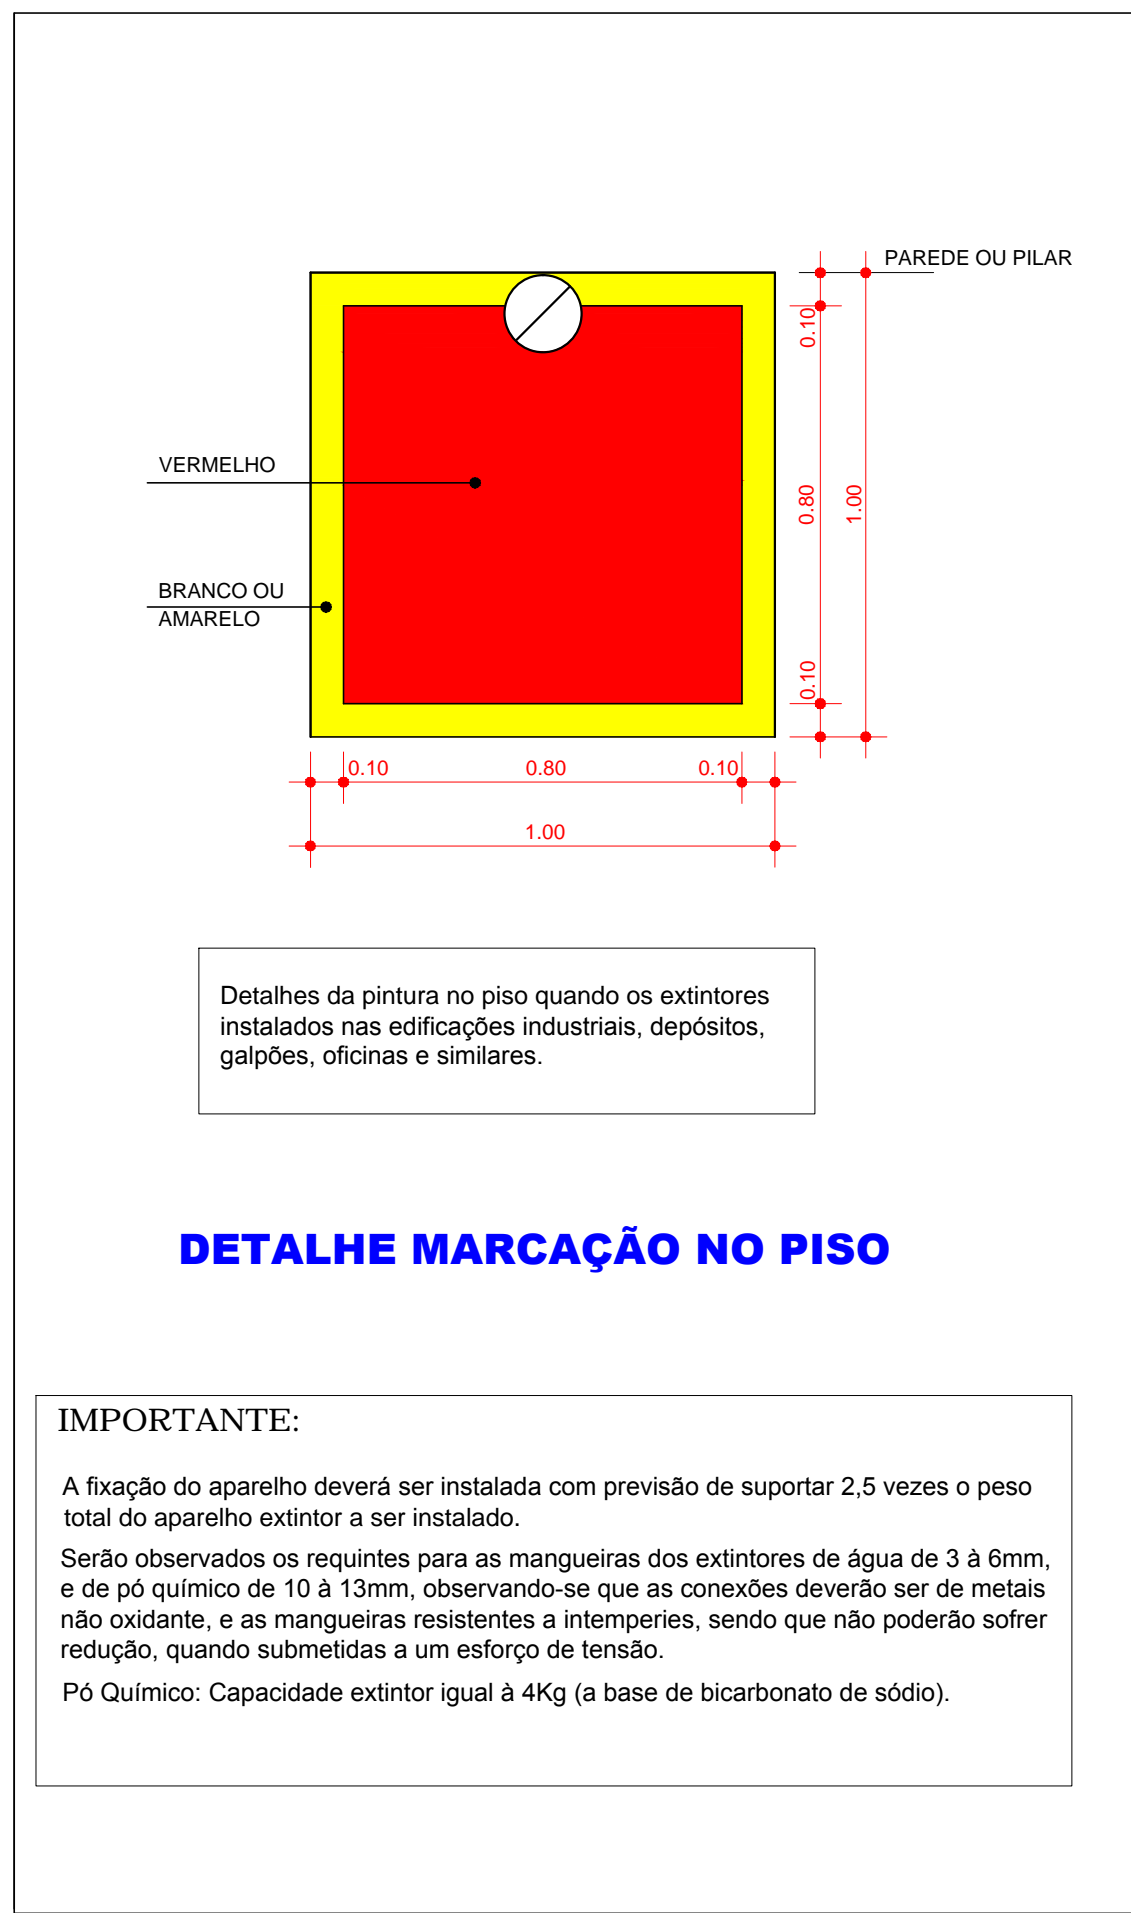 PAREDE OU PILAR
0.10
VERMELHO
0.80
1.00
BRANCO OU
AMARELO
0.10
0.10
0.80
0.10
1.00
Detalhes da pintura no piso quando os extintores
instalados nas edificações industriais, depósitos,
galpões, oficinas e similares.
DETALHE MARCAÇÃO NO PISO
IMPORTANTE:
A fixação do aparelho deverá ser instalada com previsão de suportar 2,5 vezes o peso
total do aparelho extintor a ser instalado.
Serão observados os requintes para as mangueiras dos extintores de água de 3 à 6mm,
e de pó químico de 10 à 13mm, observando-se que as conexões deverão ser de metais
não oxidante, e as mangueiras resistentes a intemperies, sendo que não poderão sofrer
redução, quando submetidas a um esforço de tensão.
Pó Químico: Capacidade extintor igual à 4Kg (a base de bicarbonato de sódio).